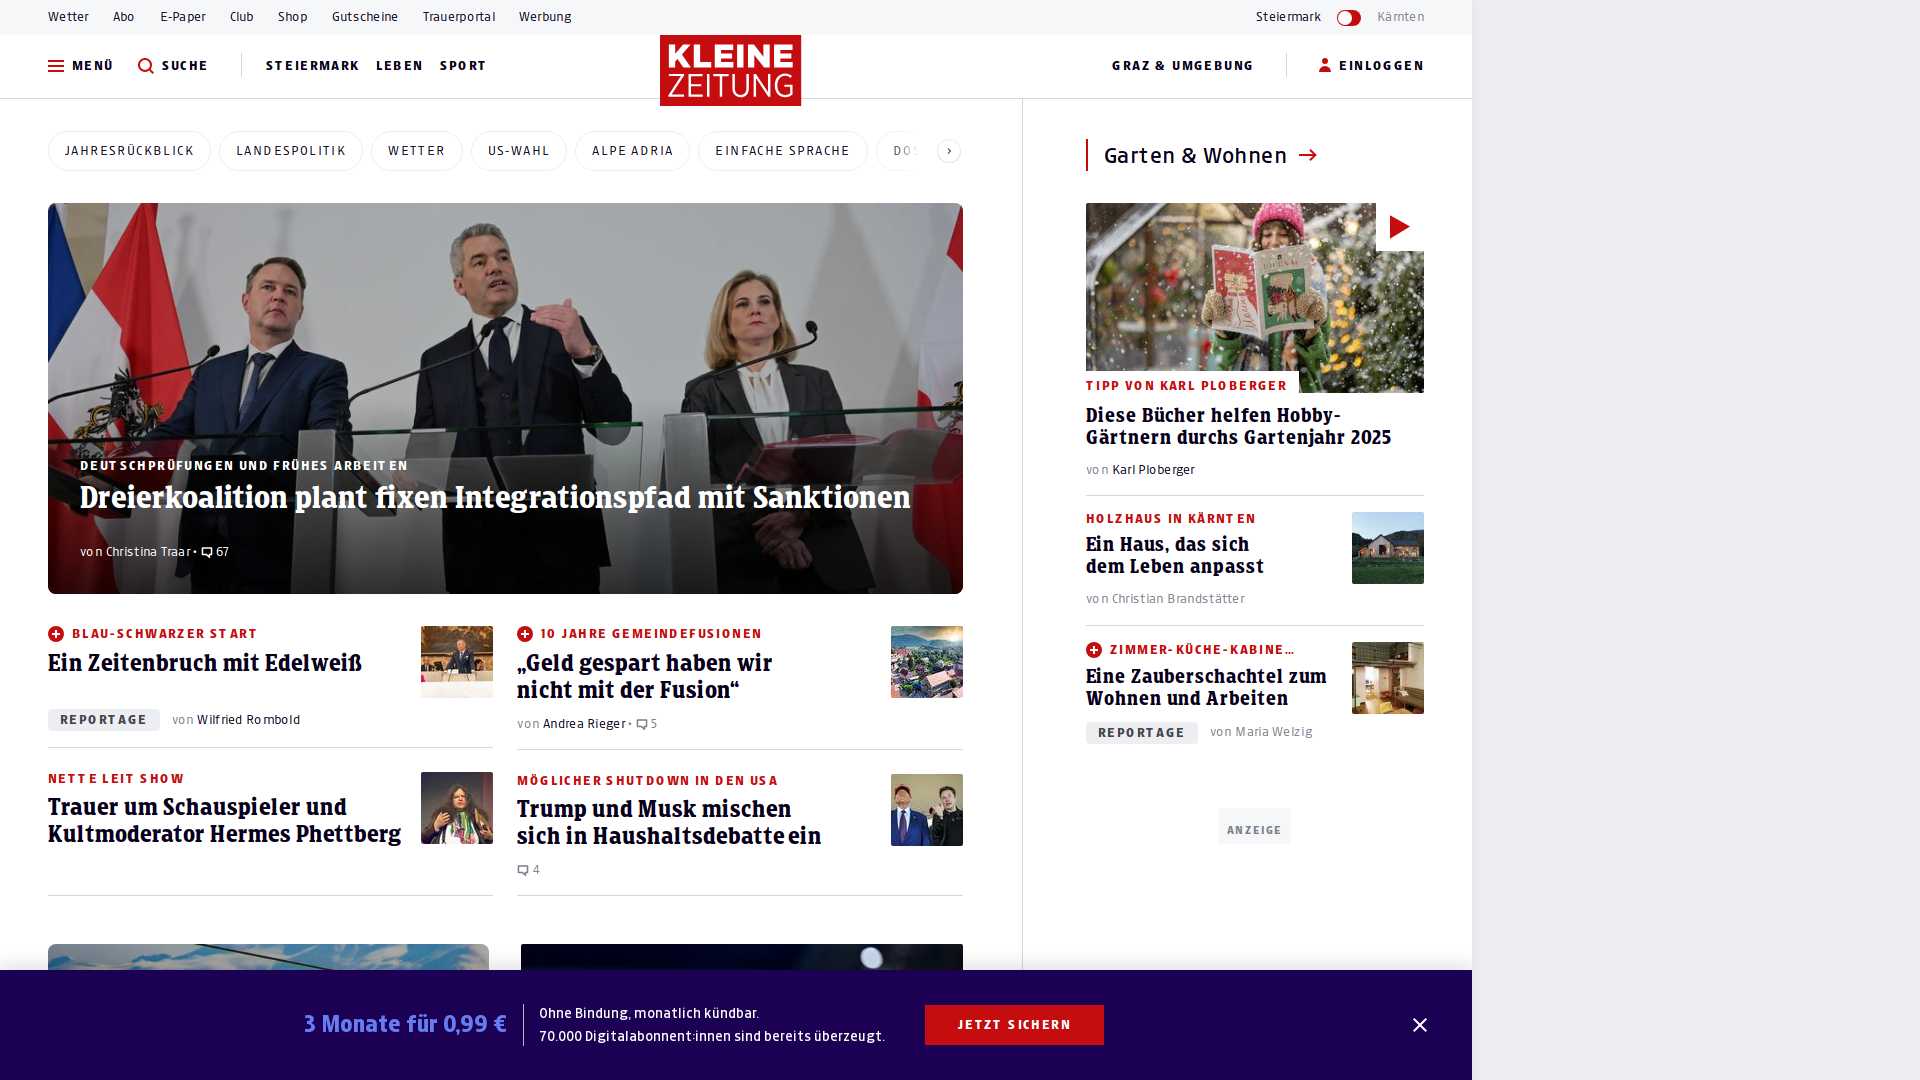 Wetter Abo E-Paper Club Shop Gutscheine Trauerportal Werbung
Steiermark Kärnten
MENÜ SUCHE STEIERMARK LEBEN SPORT
KLEINE
ZEITUNG
GRAZ & UMGEBUNG EINLOGGEN
JAHRESRÜCKBLICK LANDESPOLITIK WETTER US-WAHL ALPE ADRIA EINFACHE SPRACHE
DEUTSCHPRÜFUNGEN UND FRÜHES ARBEITEN
Dreierkoalition plant fixen Integrationspfad mit Sanktionen
von Christina Traar • 67
BLAU-SCHWARZER START
Ein Zeitenbruch mit Edelweiß
REPORTAGE von Wilfried Rombold
10 JAHRE GEMEINDEFUSIONEN
„Geld gespart haben wir
nicht mit der Fusion“
von Andrea Rieger • 5
NETTE LEIT SHOW
Trauer um Schauspieler und
Kultmoderator Hermes Phettberg
MÖGLICHER SHUTDOWN IN DEN USA
Trump und Musk mischen
sich in Haushaltsdebatte ein
4
Garten & Wohnen
TIPP VON KARL PLOBERGER
Diese Bücher helfen Hobby-
Gärtnern durchs Gartenjahr 2025
von Karl Ploberger
HOLZHAUS IN KÄRNTEN
Ein Haus, das sich
dem Leben anpasst
von Christian Brandstätter
ZIMMER-KÜCHE-KABINE...
Eine Zauberschachtel zum
Wohnen und Arbeiten
REPORTAGE von Maria Welzig
ANZEIGE
3 Monate für 0,99 €
Ohne Bindung, monatlich kündbar.
70.000 Digitalabonnent:innen sind bereits überzeugt.
JETZT SICHERN